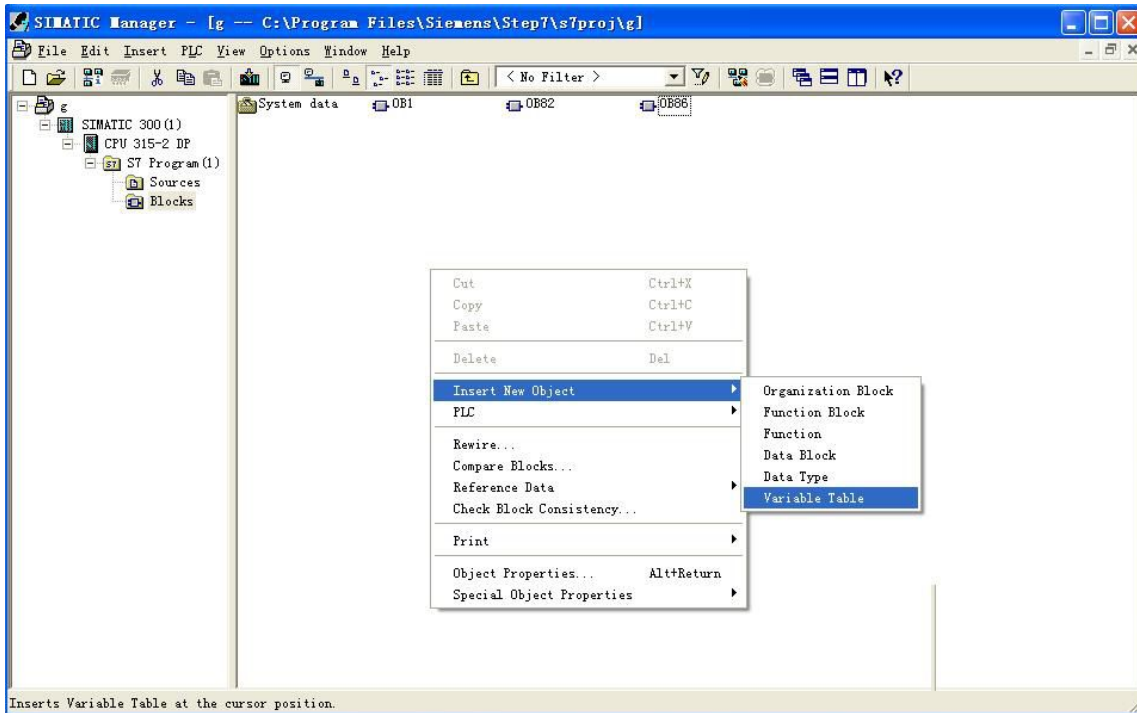 SIMATIC Manager - [g -- C:\Program Files\Siemens\Step7\s7proj\g]
File Edit Insert PLC View Options Window Help
< No Filter >
g
SIMATIC 300(1)
CPU 315-2 DP
S7 Program(1)
Sources
Blocks
System data OB1 OB82 OB86
Cut Ctrl+X
Copy Ctrl+C
Paste Ctrl+V
Delete Del
Insert New Object
PLC
Rewire...
Compare Blocks...
Reference Data
Check Block Consistency...
Print
Object Properties... Alt+Return
Special Object Properties
Organization Block
Function Block
Function
Data Block
Data Type
Variable Table
Inserts Variable Table at the cursor position.